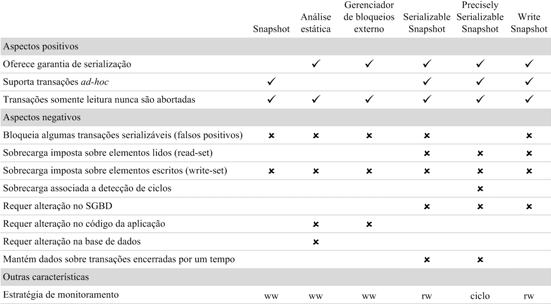 Snapshot Análise estática Gerenciador de bloqueios externo Serializable Snapshot Precisely Serializable Snapshot Write Snapshot
Aspectos positivos
Oferece garantia de serialização ✓ ✓ ✓ ✓ ✓
Suporta transações ad-hoc ✓ ✓ ✓ ✓
Transações somente leitura nunca são abortadas ✓ ✓ ✓ ✓ ✓ ✓
Aspectos negativos
Bloqueia algumas transações serializáveis (falsos positivos) ✘ ✘ ✘ ✘ ✘
Sobrecarga imposta sobre elementos lidos (read-set) ✘ ✘ ✘
Sobrecarga imposta sobre elementos escritos (write-set) ✘ ✘ ✘ ✘ ✘ ✘
Sobrecarga associada a detecção de ciclos ✘
Requer alteração no SGBD ✘ ✘ ✘
Requer alteração no código da aplicação ✘ ✘
Requer alteração na base de dados ✘
Mantém dados sobre transações encerradas por um tempo ✘ ✘
Outras características
Estratégia de monitoramento ww ww ww rw ciclo rw